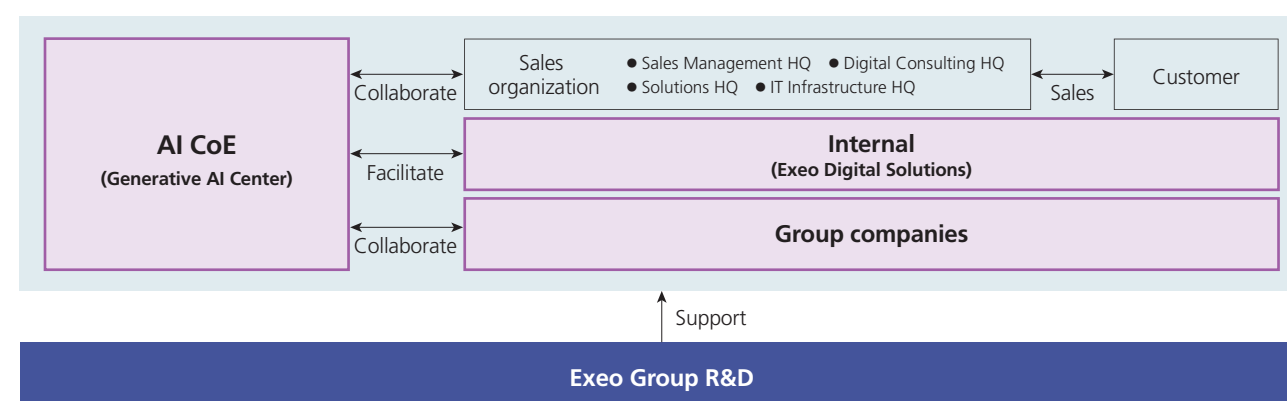 AI CoE
(Generative AI Center)
Collaborate
Facilitate
Collaborate
Sales
organization
● Sales Management HQ ● Digital Consulting HQ
● Solutions HQ ● IT Infrastructure HQ
Sales
Customer
Internal
(Exeo Digital Solutions)
Group companies
Support
Exeo Group R&D